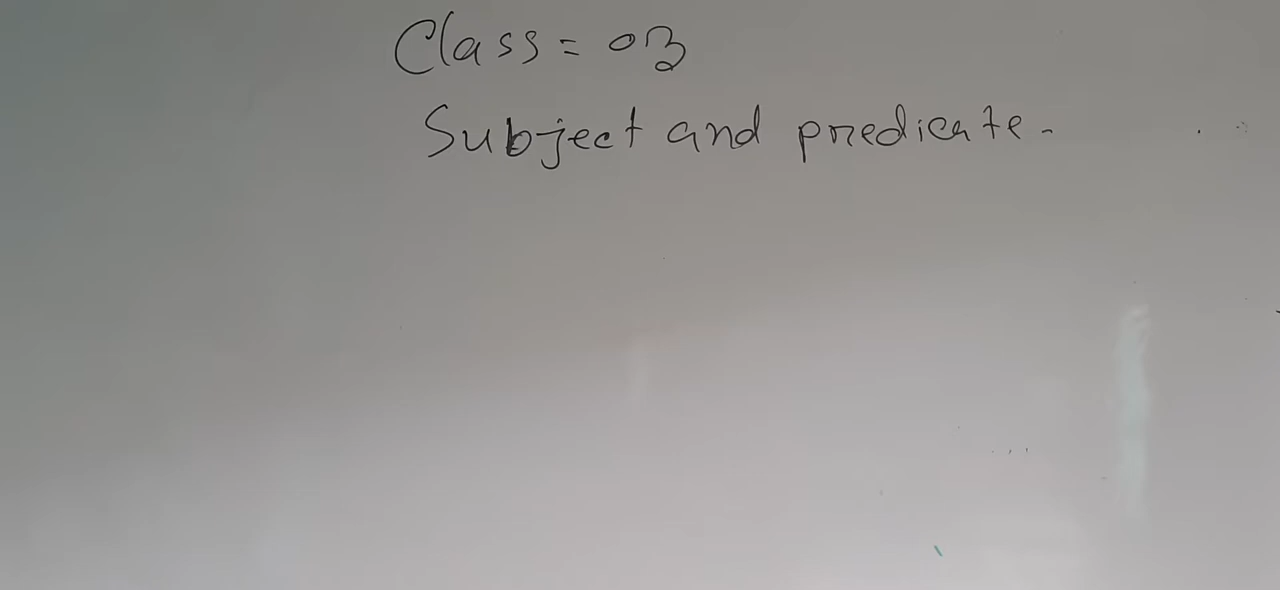 Class = 03
Subject and predicate.